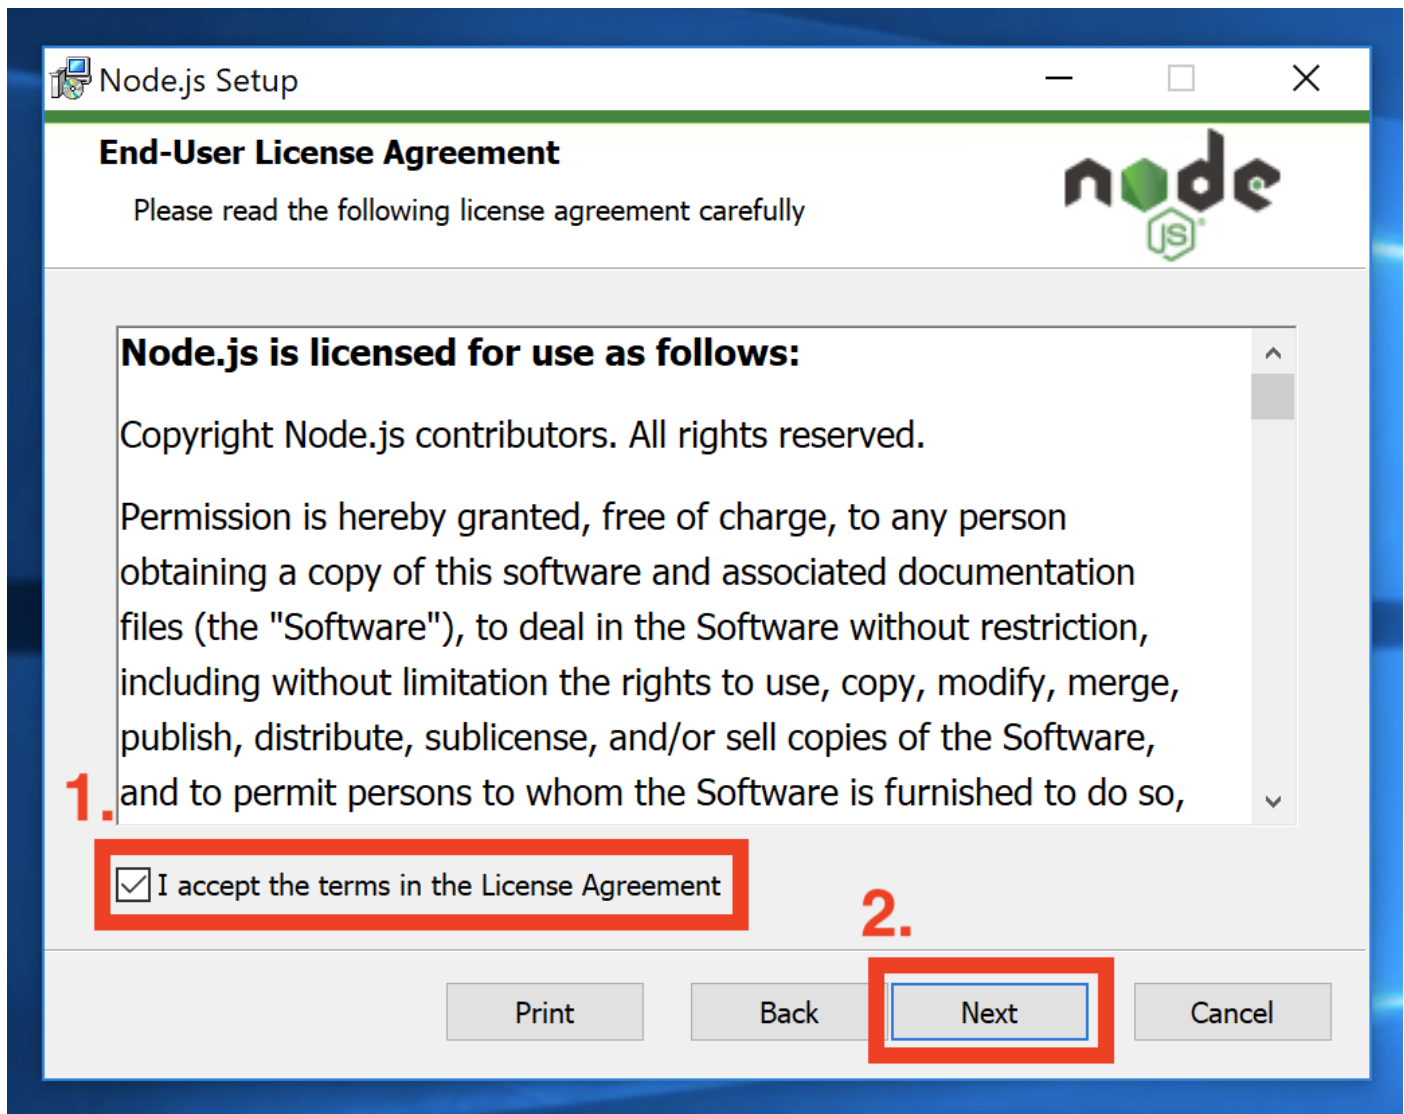 Node.js Setup
End-User License Agreement
Please read the following license agreement carefully
node
JS
Node.js is licensed for use as follows:
Copyright Node.js contributors. All rights reserved.
Permission is hereby granted, free of charge, to any person
obtaining a copy of this software and associated documentation
files (the "Software"), to deal in the Software without restriction,
including without limitation the rights to use, copy, modify, merge,
publish, distribute, sublicense, and/or sell copies of the Software,
and to permit persons to whom the Software is furnished to do so,
1.
I accept the terms in the License Agreement
2.
Print
Back
Next
Cancel